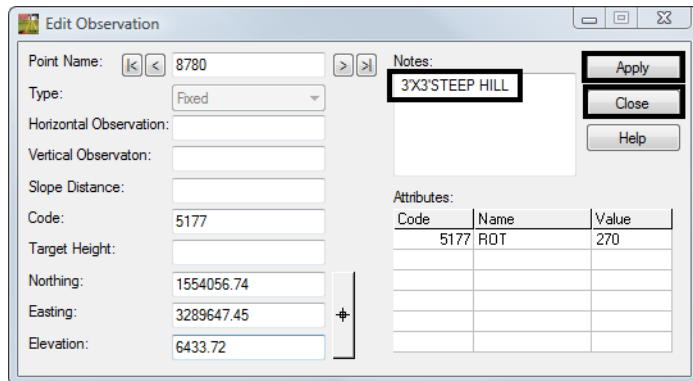 Edit Observation
Point Name: |< < 8780 > >|
Type: Fixed
Horizontal Observation:
Vertical Observaton:
Slope Distance:
Code: 5177
Target Height:
Northing: 1554056.74
Easting: 3289647.45
Elevation: 6433.72
Notes:
3'X3'STEEP HILL
Apply
Close
Help
Attributes:
Code Name Value
5177 ROT 270